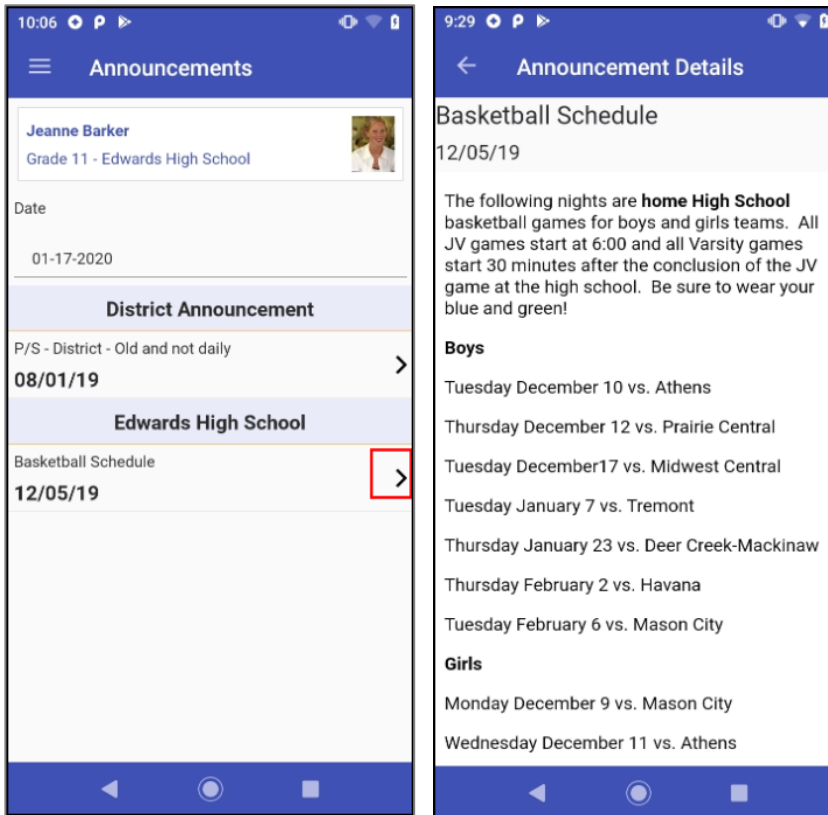 10:06
Announcements
Jeanne Barker
Grade 11 - Edwards High School
Date
01-17-2020
District Announcement
P/S - District - Old and not daily
08/01/19
Edwards High School
Basketball Schedule
12/05/19
9:29
Announcement Details
Basketball Schedule
12/05/19
The following nights are home High School
basketball games for boys and girls teams. All
JV games start at 6:00 and all Varsity games
start 30 minutes after the conclusion of the JV
game at the high school. Be sure to wear your
blue and green!
Boys
Tuesday December 10 vs. Athens
Thursday December 12 vs. Prairie Central
Tuesday December17 vs. Midwest Central
Tuesday January 7 vs. Tremont
Thursday January 23 vs. Deer Creek-Mackinaw
Thursday February 2 vs. Havana
Tuesday February 6 vs. Mason City
Girls
Monday December 9 vs. Mason City
Wednesday December 11 vs. Athens